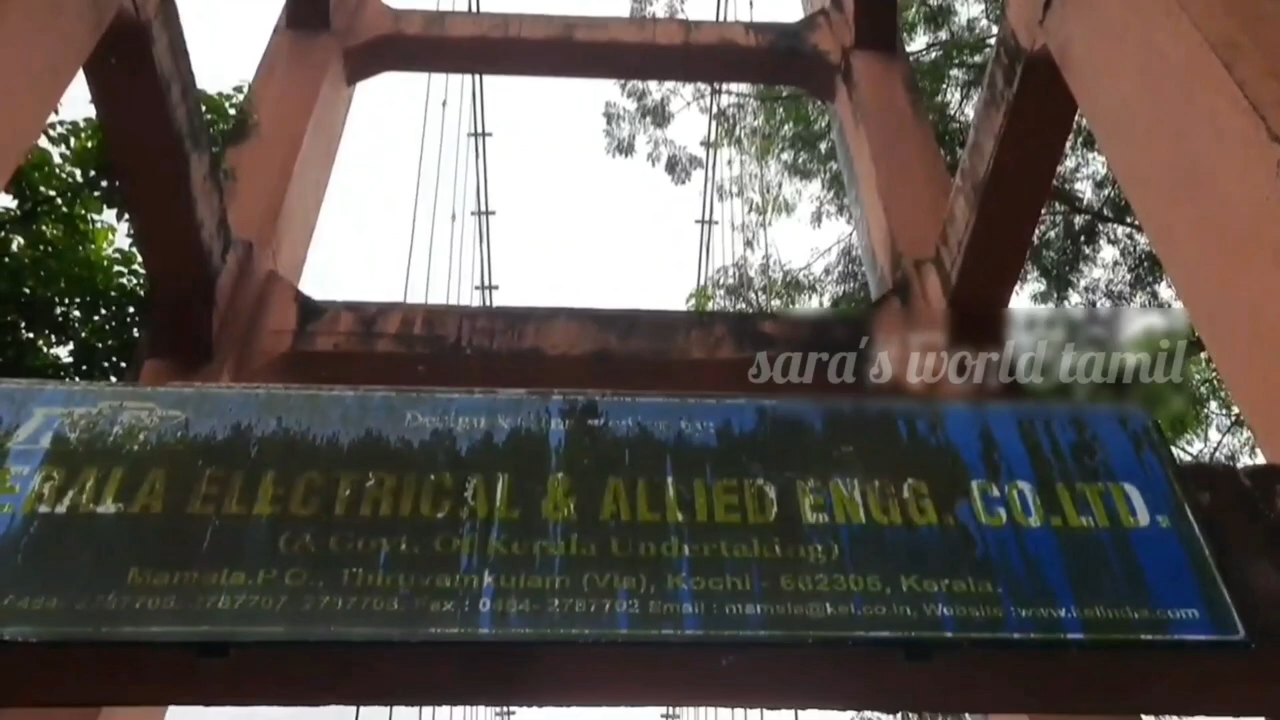 sara's world tamil
ERALA ELECTRICAL & ALLIED ENGG. CO.LTD.
(A Govt. Of Kerala Undertaking)
Mamala.P.O., Thiruvamkulam (Via), Kochi - 682305, Kerala.
2787707, Fax : 0484- 2787702 Email : mamala@kel.co.in, Website :www.kelindia.com